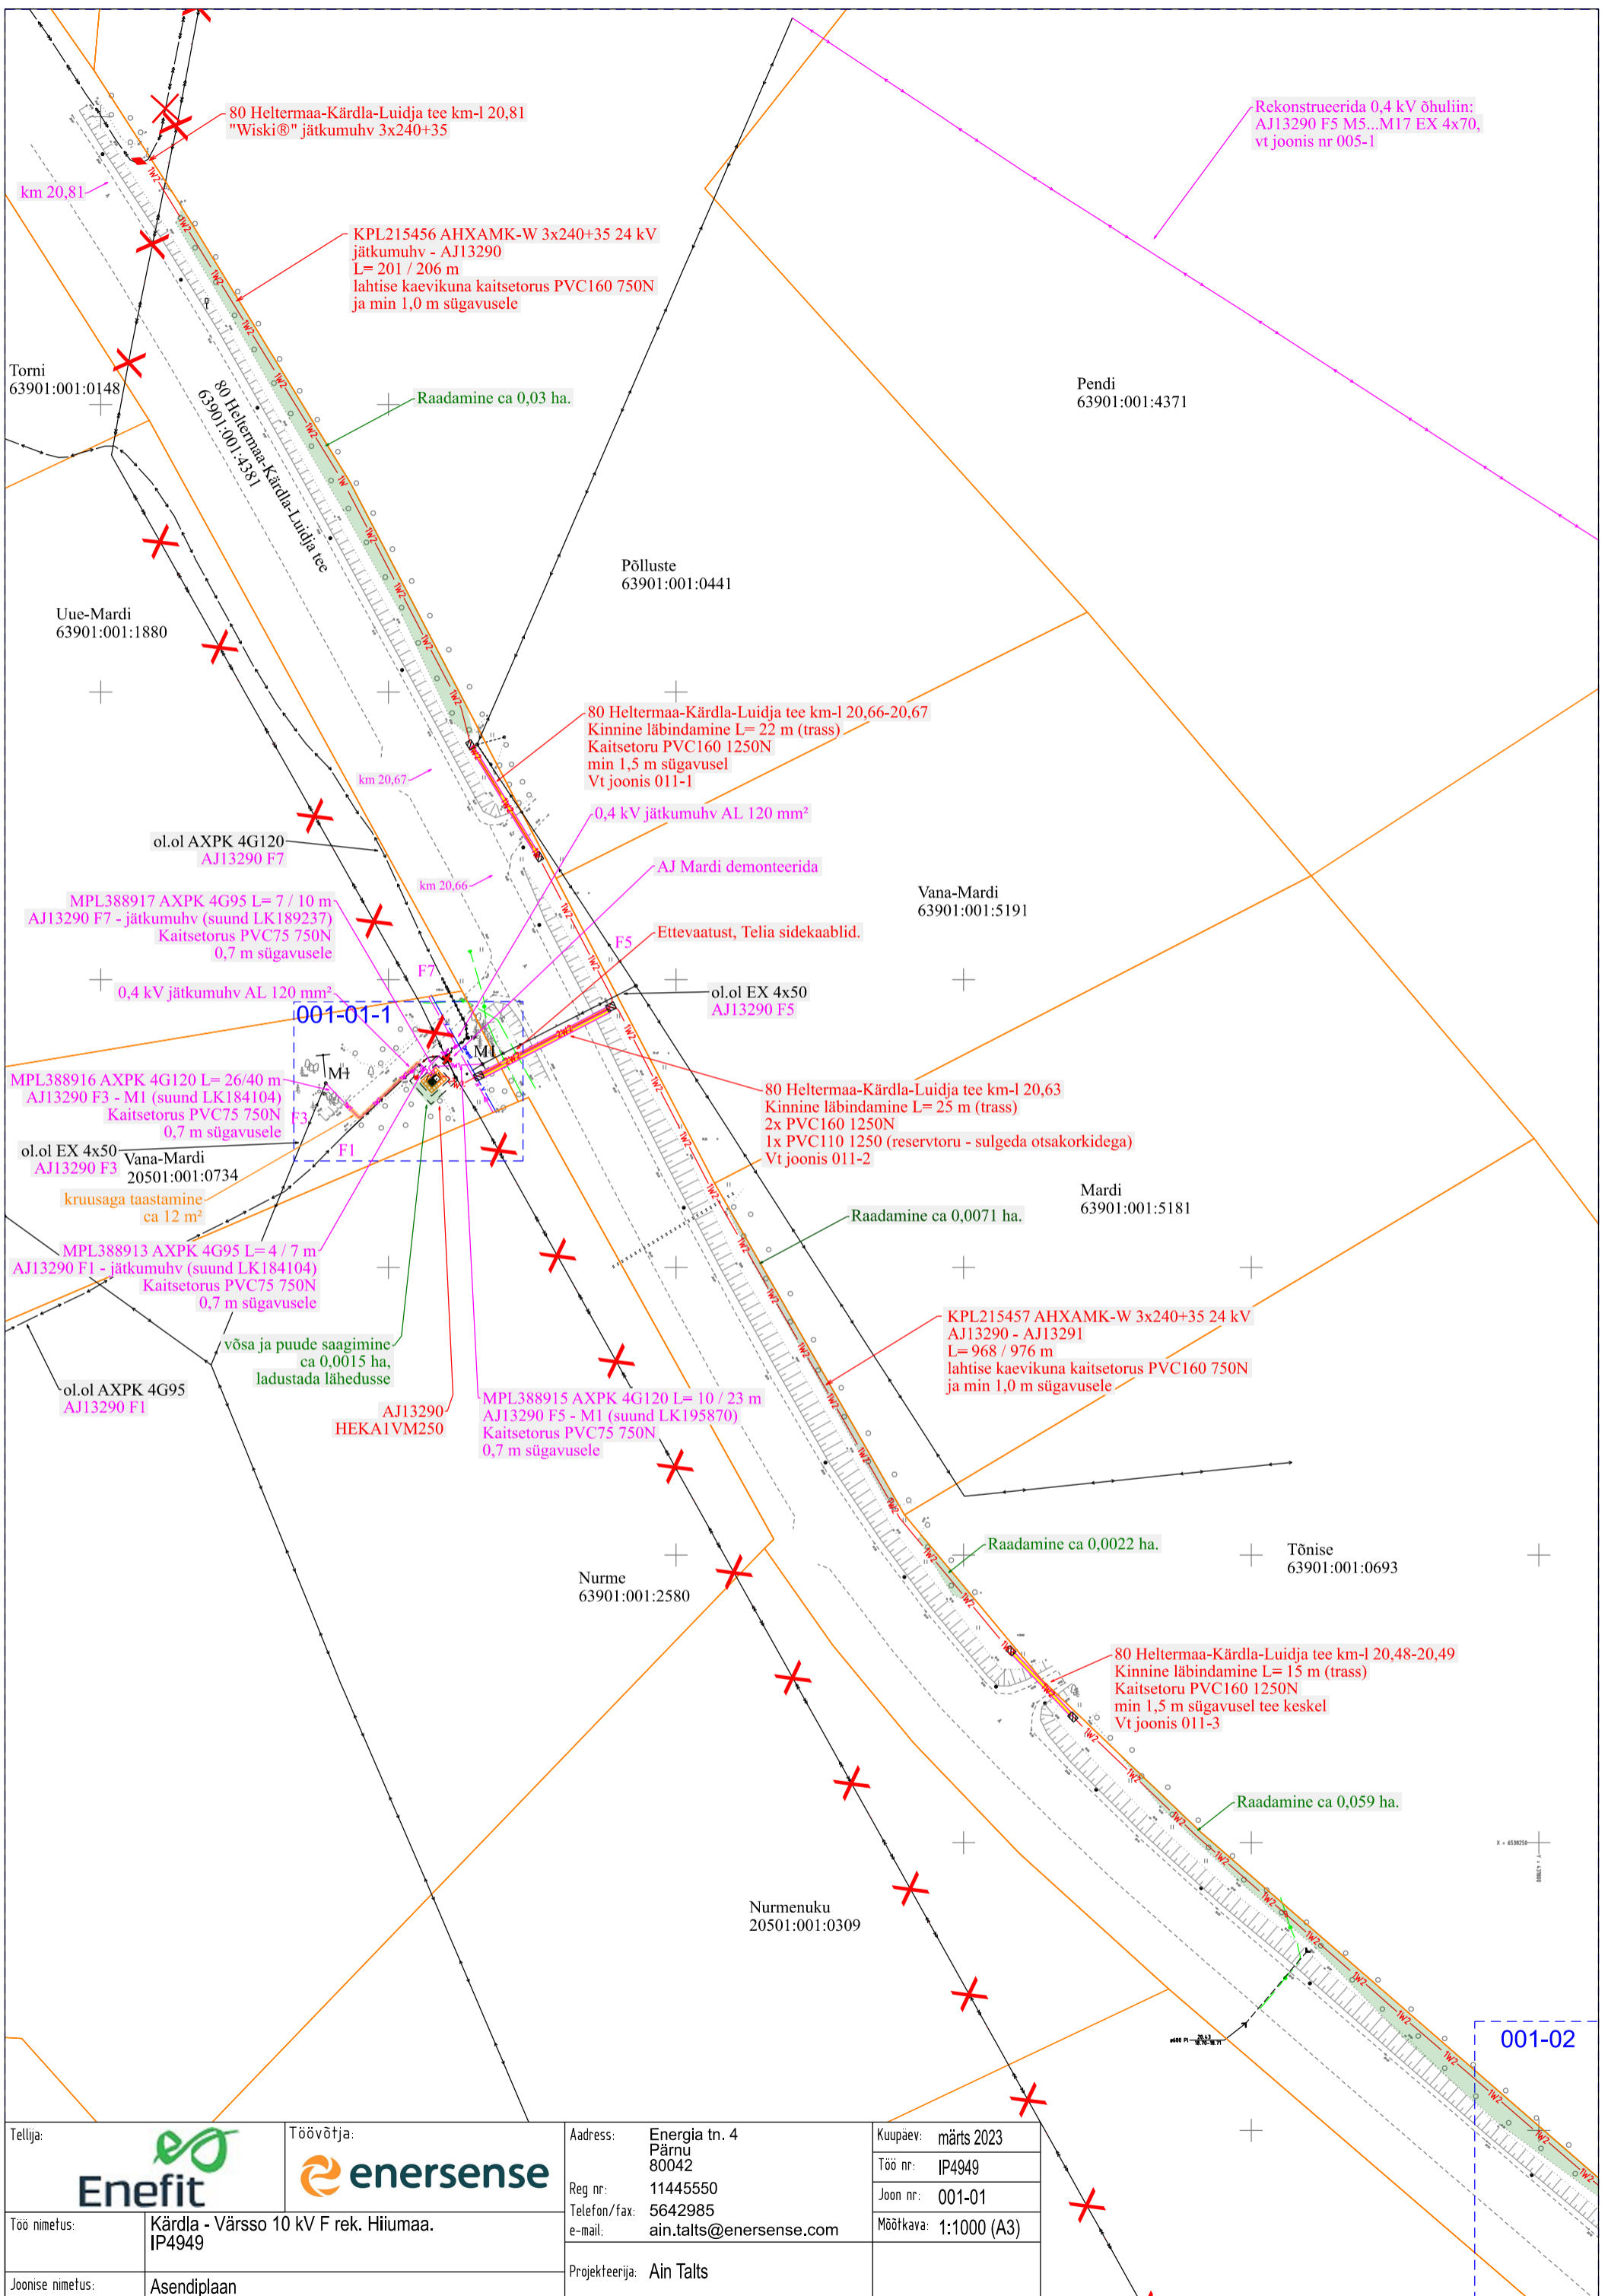 80 Heltermaa-Kärdla-Luidja tee km-l 20,81
"Wiski®" jätkumuhv 3x240+35
Rekonstrueerida 0,4 kV õhuliin:
AJ13290 F5 M5...M17 EX 4x70,
vt joonis nr 005-1
km 20,81
KPL215456 AHXAMK-W 3x240+35 24 kV
jätkumuhv - AJ13290
L= 201 / 206 m
lahtise kaevikuna kaitsetorus PVC160 750N
ja min 1,0 m sügavusele
Torni
63901:001:0148
80 Heltermaa-Kärdla-Luidja tee
63901:001:4381
Raadamine ca 0,03 ha.
Pendi
63901:001:4371
Põlluste
63901:001:0441
Uue-Mardi
63901:001:1880
80 Heltermaa-Kärdla-Luidja tee km-l 20,66-20,67
Kinnine läbindamine L= 22 m (trass)
Kaitsetoru PVC160 1250N
min 1,5 m sügavusel
Vt joonis 011-1
km 20,67
0,4 kV jätkumuhv AL 120 mm²
ol.ol AXPK 4G120
AJ13290 F7
AJ Mardi demonteerida
km 20,66
Vana-Mardi
63901:001:5191
MPL388917 AXPK 4G95 L= 7 / 10 m
AJ13290 F7 - jätkumuhv (suund LK189237)
Kaitsetorus PVC75 750N
0,7 m sügavusele
Ettevaatust, Telia sidekaablid.
F5
F7
0,4 kV jätkumuhv AL 120 mm²
ol.ol EX 4x50
AJ13290 F5
001-01-1
M1
M1
MPL388916 AXPK 4G120 L= 26/40 m
AJ13290 F3 - M1 (suund LK184104)
Kaitsetorus PVC75 750N
0,7 m sügavusele
F3
F1
80 Heltermaa-Kärdla-Luidja tee km-l 20,63
Kinnine läbindamine L= 25 m (trass)
2x PVC160 1250N
1x PVC110 1250 (reservtoru - sulgeda otsakorkidega)
Vt joonis 011-2
ol.ol EX 4x50
AJ13290 F3
Vana-Mardi
20501:001:0734
kruusaga taastamine
ca 12 m²
Mardi
63901:001:5181
Raadamine ca 0,0071 ha.
MPL388913 AXPK 4G95 L= 4 / 7 m
AJ13290 F1 - jätkumuhv (suund LK184104)
Kaitsetorus PVC75 750N
0,7 m sügavusele
KPL215457 AHXAMK-W 3x240+35 24 kV
AJ13290 - AJ13291
L= 968 / 976 m
lahtise kaevikuna kaitsetorus PVC160 750N
ja min 1,0 m sügavusele
võsa ja puude saagimine
ca 0,0015 ha,
ladustada lähedusse
ol.ol AXPK 4G95
AJ13290 F1
AJ13290
HEKA1VM250
MPL388915 AXPK 4G120 L= 10 / 23 m
AJ13290 F5 - M1 (suund LK195870)
Kaitsetorus PVC75 750N
0,7 m sügavusele
Raadamine ca 0,0022 ha.
Tõnise
63901:001:0693
Nurme
63901:001:2580
80 Heltermaa-Kärdla-Luidja tee km-l 20,48-20,49
Kinnine läbindamine L= 15 m (trass)
Kaitsetoru PVC160 1250N
min 1,5 m sügavusel tee keskel
Vt joonis 011-3
Raadamine ca 0,059 ha.
Nurmenuku
20501:001:0309
001-02
Tellija:
Enefit
Töövõtja:
enersense
Aadress: Energia tn. 4
Pärnu
80042
Reg nr: 11445550
Telefon/fax: 5642985
e-mail: ain.talts@enersense.com
Projekteerija: Ain Talts
Kuupäev: märts 2023
Töö nr: IP4949
Joon nr: 001-01
Mõõtkava: 1:1000 (A3)
Töö nimetus: Kärdla - Värsso 10 kV F rek. Hiiumaa.
IP4949
Joonise nimetus: Asendiplaan